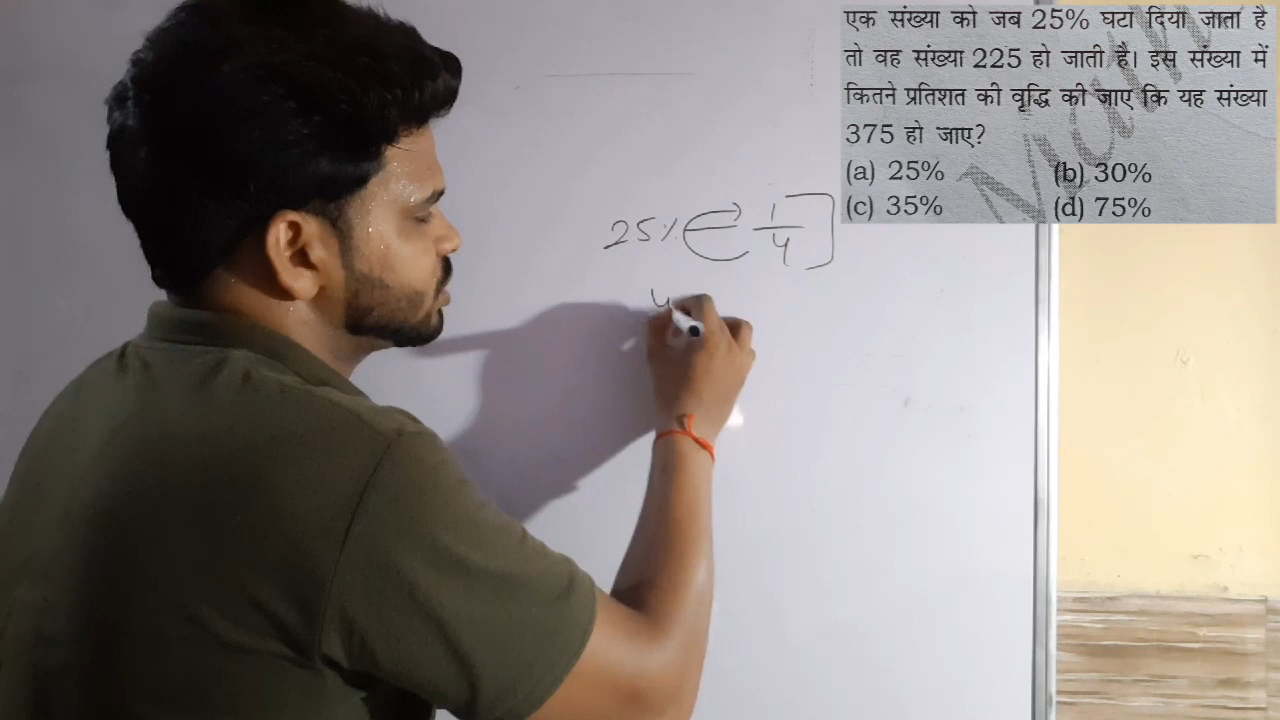 एक संख्या को जब 25% घटा दिया जाता है
तो वह संख्या 225 हो जाती है। इस संख्या में
कितने प्रतिशत की वृद्धि की जाए कि यह संख्या
375 हो जाए?
(a) 25% (b) 30%
(c) 35% (d) 75%
25% 1/4
4